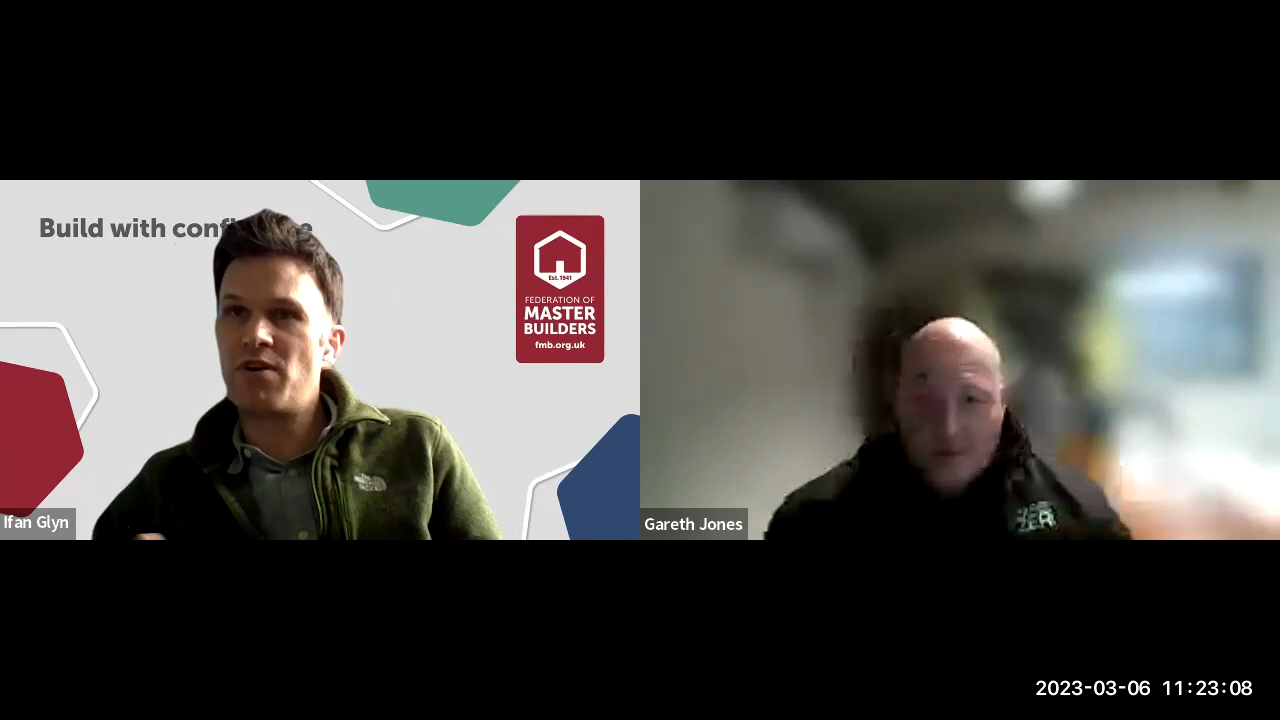 Build with conf e
Est. 1941
FEDERATION OF
MASTER
BUILDERS
fmb.org.uk
Ifan Glyn
Gareth Jones
2023-03-06 11:23:08